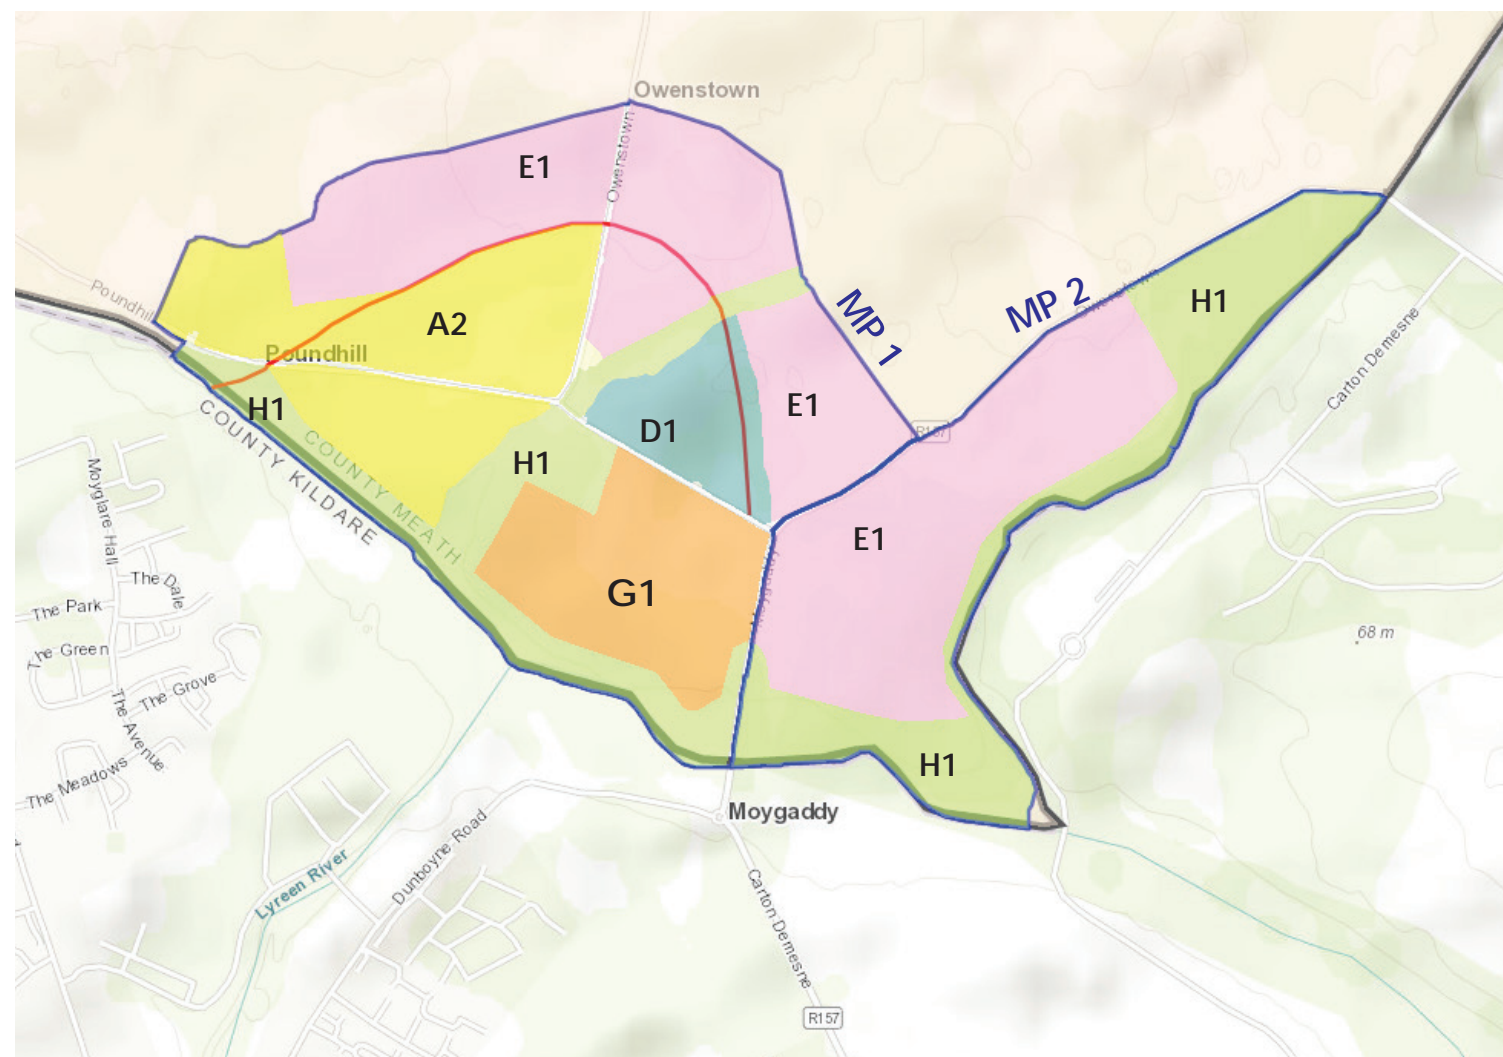 Owenstown
E1
Owenstown
MP 1
MP 2
Owenstown
H1
Poundhill
A2
Poundhill
Carton Demesne
H1
E1
D1
R157
H1
COUNTY KILDARE
COUNTY MEATH
Moyglare Hall
E1
G1
Moygaddy
The Dale
The Park
The Green
The Grove
The Avenue
The Meadows
68 m
H1
Moygaddy
Dunboyne Road
Lyreen River
Carton Demesne
R157